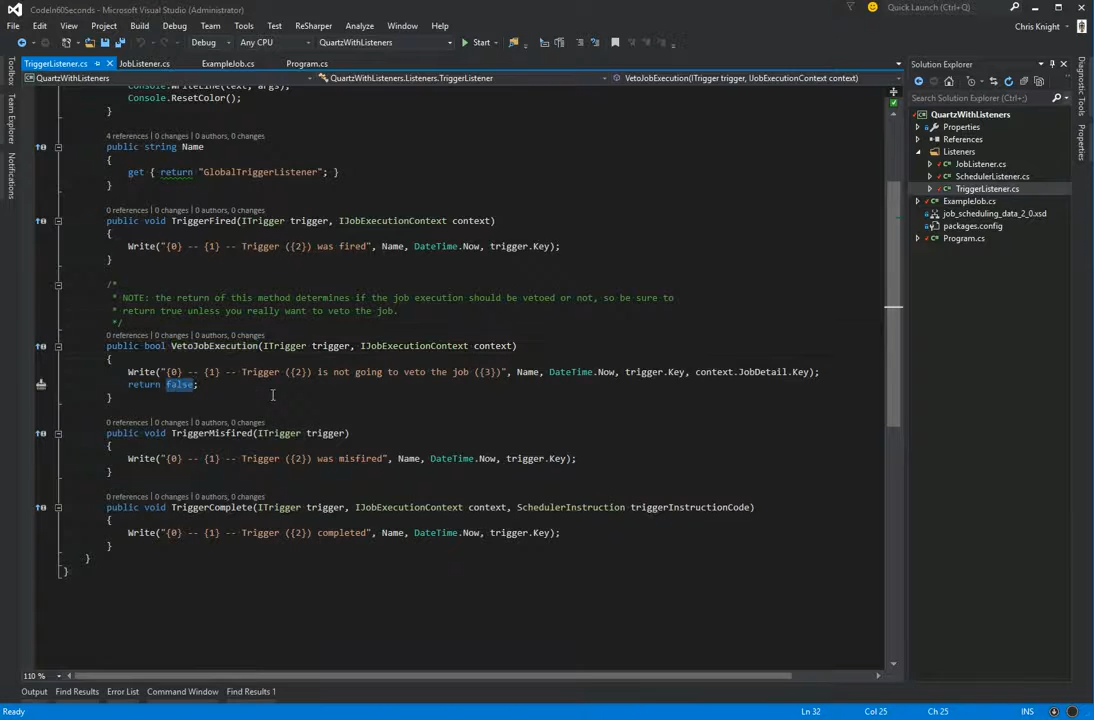 CodeIn60Seconds - Microsoft Visual Studio (Administrator)
Quick Launch (Ctrl+Q)
File Edit View Project Build Debug Team Tools Test ReSharper Analyze Window Help
Chris Knight
Debug Any CPU QuartzWithListeners Start
TriggerListener.cs JobListener.cs ExampleJob.cs Program.cs
QuartzWithListeners QuartzWithListeners.Listeners.TriggerListener VetoJobExecution(ITrigger trigger, IJobExecutionContext context)
Toolbox
Team Explorer
Notifications
Console.WriteLine(text, args);
Console.ResetColor();
}
4 references | 0 changes | 0 authors, 0 changes
public string Name
{
get { return "GlobalTriggerListener"; }
}
0 references | 0 changes | 0 authors, 0 changes
public void TriggerFired(ITrigger trigger, IJobExecutionContext context)
{
Write("{0} -- {1} -- Trigger ({2}) was fired", Name, DateTime.Now, trigger.Key);
}
/*
* NOTE: the return of this method determines if the job execution should be vetoed or not, so be sure to
* return true unless you really want to veto the job.
*/
0 references | 0 changes | 0 authors, 0 changes
public bool VetoJobExecution(ITrigger trigger, IJobExecutionContext context)
{
Write("{0} -- {1} -- Trigger ({2}) is not going to veto the job ({3})", Name, DateTime.Now, trigger.Key, context.JobDetail.Key);
return false;
}
0 references | 0 changes | 0 authors, 0 changes
public void TriggerMisfired(ITrigger trigger)
{
Write("{0} -- {1} -- Trigger ({2}) was misfired", Name, DateTime.Now, trigger.Key);
}
0 references | 0 changes | 0 authors, 0 changes
public void TriggerComplete(ITrigger trigger, IJobExecutionContext context, SchedulerInstruction triggerInstructionCode)
{
Write("{0} -- {1} -- Trigger ({2}) completed", Name, DateTime.Now, trigger.Key);
}
}
}
110 %
Solution Explorer
Search Solution Explorer (Ctrl+;)
QuartzWithListeners
Properties
References
Listeners
JobListener.cs
SchedulerListener.cs
TriggerListener.cs
ExampleJob.cs
job_scheduling_data_2_0.xsd
packages.config
Program.cs
Diagnostic Tools
Properties
Output Find Results Error List Command Window Find Results 1
Ready Ln 32 Col 25 Ch 25 INS